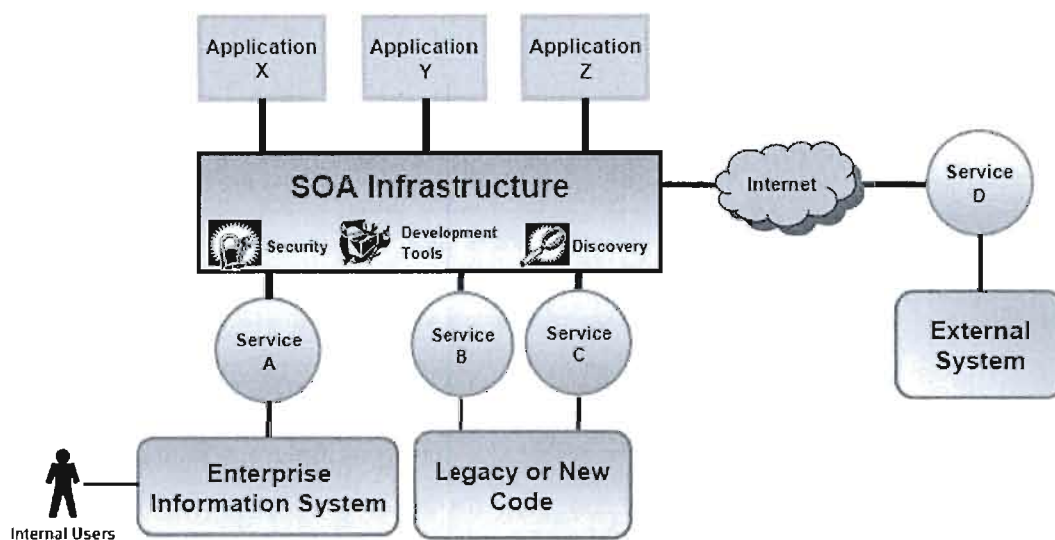 Application
X
Application
Y
Application
Z
SOA Infrastructure
Security
Development
Tools
Discovery
Internet
Service
D
Service
A
Service
B
Service
C
External
System
Enterprise
Information System
Legacy or New
Code
Internal Users